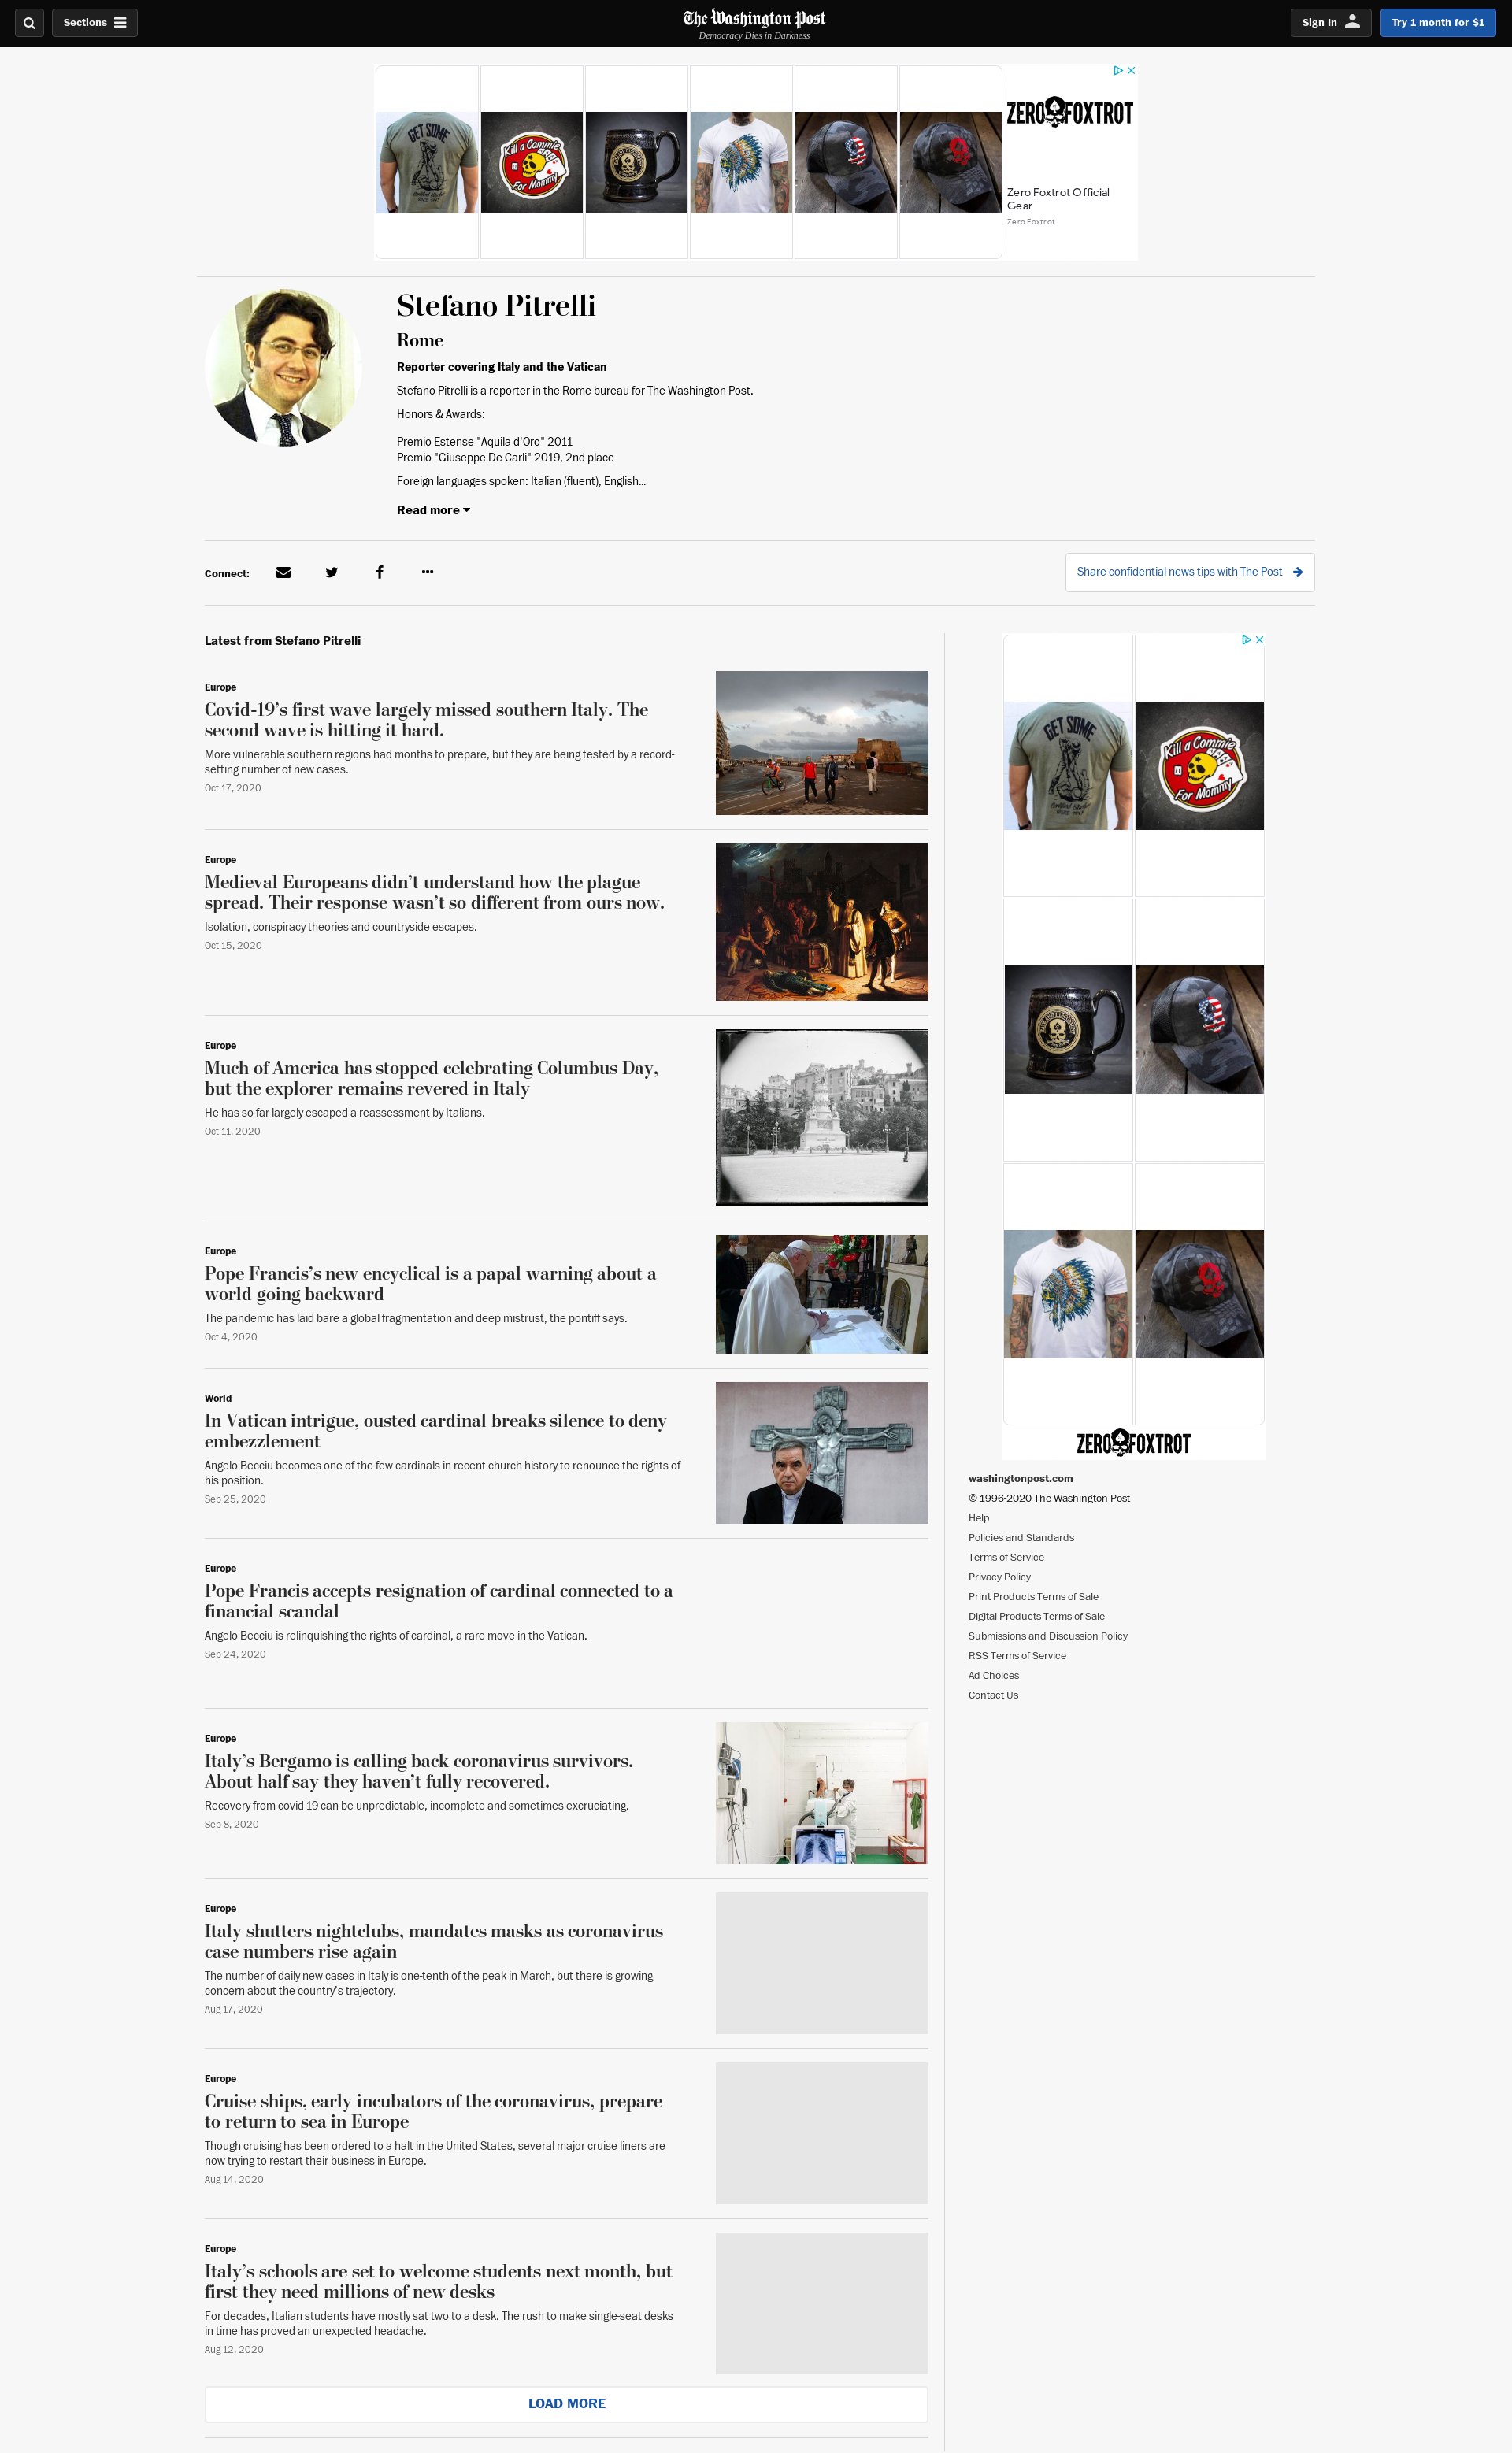 Sections
The Washington Post
Democracy Dies in Darkness
Sign In
Try 1 month for $1
GET SOME
Kill a Commie
For Mommy
ZERO FOXTROT
Zero Foxtrot Official
Gear
Zero Foxtrot
Stefano Pitrelli
Rome
Reporter covering Italy and the Vatican
Stefano Pitrelli is a reporter in the Rome bureau for The Washington Post.
Honors & Awards:
Premio Estense "Aquila d'Oro" 2011
Premio "Giuseppe De Carli" 2019, 2nd place
Foreign languages spoken: Italian (fluent), English...
Read more
Connect:
Share confidential news tips with The Post
Latest from Stefano Pitrelli
Europe
Covid-19’s first wave largely missed southern Italy. The
second wave is hitting it hard.
More vulnerable southern regions had months to prepare, but they are being tested by a record-
setting number of new cases.
Oct 17, 2020
Europe
Medieval Europeans didn’t understand how the plague
spread. Their response wasn’t so different from ours now.
Isolation, conspiracy theories and countryside escapes.
Oct 15, 2020
Europe
Much of America has stopped celebrating Columbus Day,
but the explorer remains revered in Italy
He has so far largely escaped a reassessment by Italians.
Oct 11, 2020
Europe
Pope Francis’s new encyclical is a papal warning about a
world going backward
The pandemic has laid bare a global fragmentation and deep mistrust, the pontiff says.
Oct 4, 2020
World
In Vatican intrigue, ousted cardinal breaks silence to deny
embezzlement
Angelo Becciu becomes one of the few cardinals in recent church history to renounce the rights of
his position.
Sep 25, 2020
Europe
Pope Francis accepts resignation of cardinal connected to a
financial scandal
Angelo Becciu is relinquishing the rights of cardinal, a rare move in the Vatican.
Sep 24, 2020
Europe
Italy’s Bergamo is calling back coronavirus survivors.
About half say they haven’t fully recovered.
Recovery from covid-19 can be unpredictable, incomplete and sometimes excruciating.
Sep 8, 2020
Europe
Italy shutters nightclubs, mandates masks as coronavirus
case numbers rise again
The number of daily new cases in Italy is one-tenth of the peak in March, but there is growing
concern about the country’s trajectory.
Aug 17, 2020
Europe
Cruise ships, early incubators of the coronavirus, prepare
to return to sea in Europe
Though cruising has been ordered to a halt in the United States, several major cruise liners are
now trying to restart their business in Europe.
Aug 14, 2020
Europe
Italy’s schools are set to welcome students next month, but
first they need millions of new desks
For decades, Italian students have mostly sat two to a desk. The rush to make single-seat desks
in time has proved an unexpected headache.
Aug 12, 2020
LOAD MORE
GET SOME
Kill a Commie
For Mommy
ZERO FOXTROT
washingtonpost.com
© 1996-2020 The Washington Post
Help
Policies and Standards
Terms of Service
Privacy Policy
Print Products Terms of Sale
Digital Products Terms of Sale
Submissions and Discussion Policy
RSS Terms of Service
Ad Choices
Contact Us